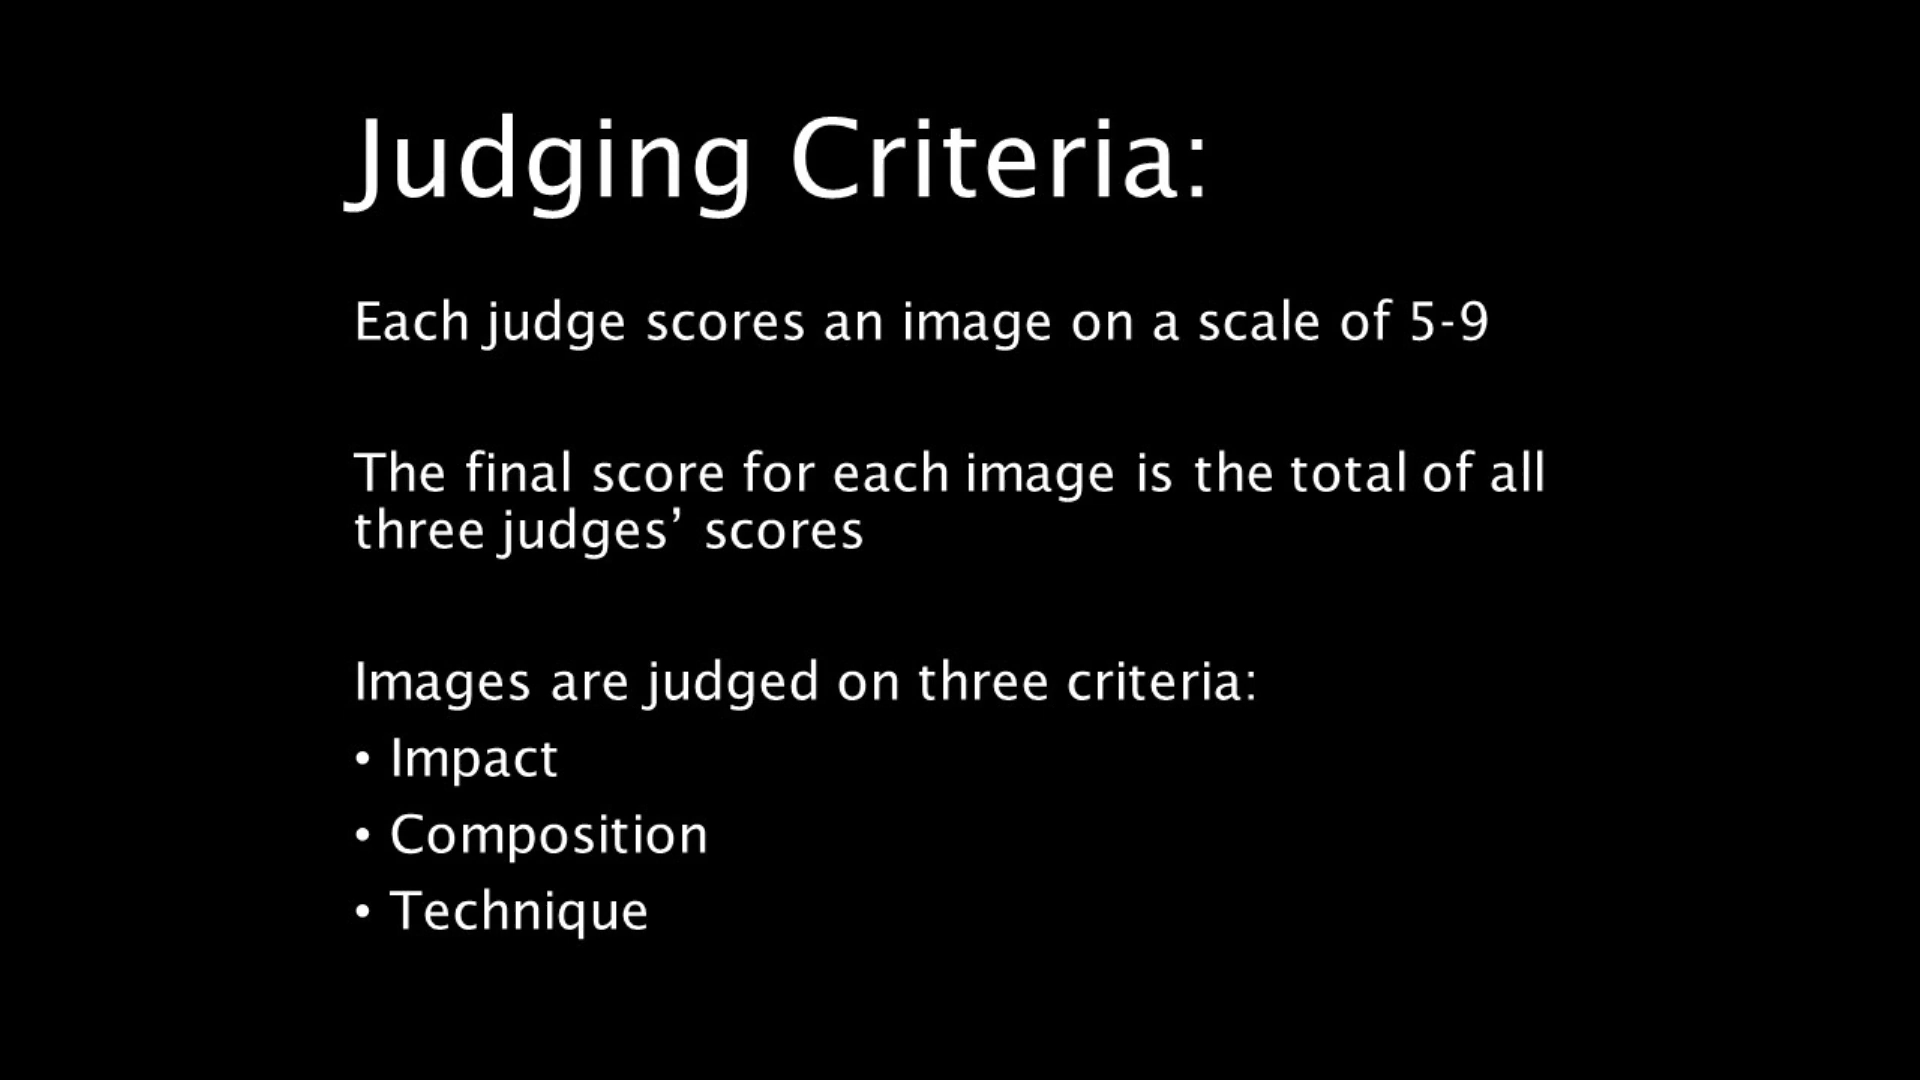 Judging Criteria:
Each judge scores an image on a scale of 5-9
The final score for each image is the total of all
three judges’ scores
Images are judged on three criteria:
• Impact
• Composition
• Technique